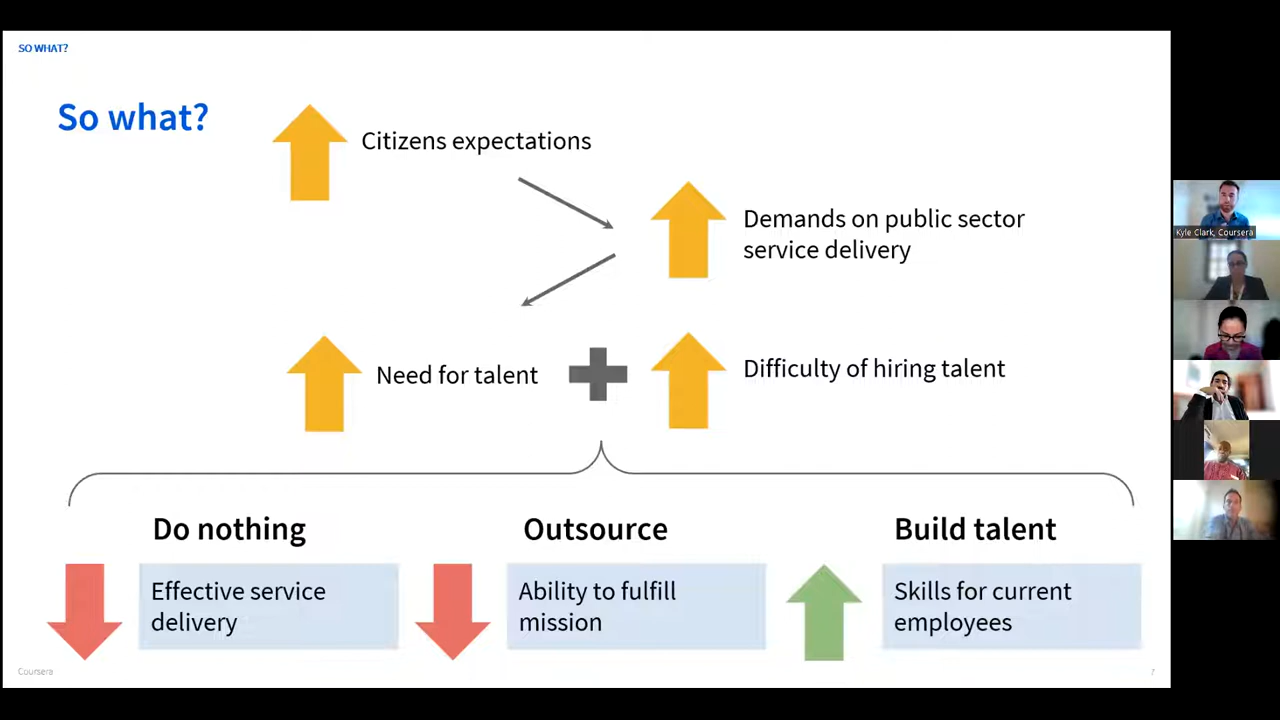 SO WHAT?
So what?
Citizens expectations
Demands on public sector
service delivery
Need for talent
Difficulty of hiring talent
Do nothing
Outsource
Build talent
Effective service
delivery
Ability to fulfill
mission
Skills for current
employees
Coursera
7
Kyle Clark, Coursera